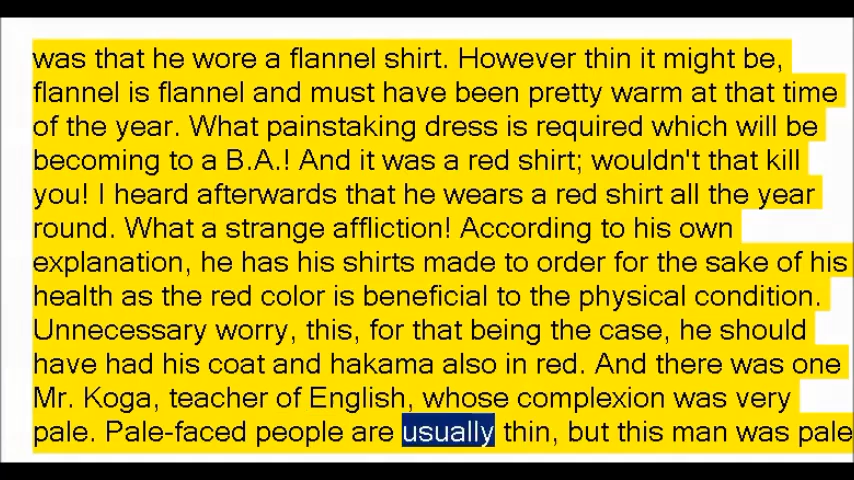 was that he wore a flannel shirt. However thin it might be,
flannel is flannel and must have been pretty warm at that time
of the year. What painstaking dress is required which will be
becoming to a B.A.! And it was a red shirt; wouldn't that kill
you! I heard afterwards that he wears a red shirt all the year
round. What a strange affliction! According to his own
explanation, he has his shirts made to order for the sake of his
health as the red color is beneficial to the physical condition.
Unnecessary worry, this, for that being the case, he should
have had his coat and hakama also in red. And there was one
Mr. Koga, teacher of English, whose complexion was very
pale. Pale-faced people are usually thin, but this man was pale